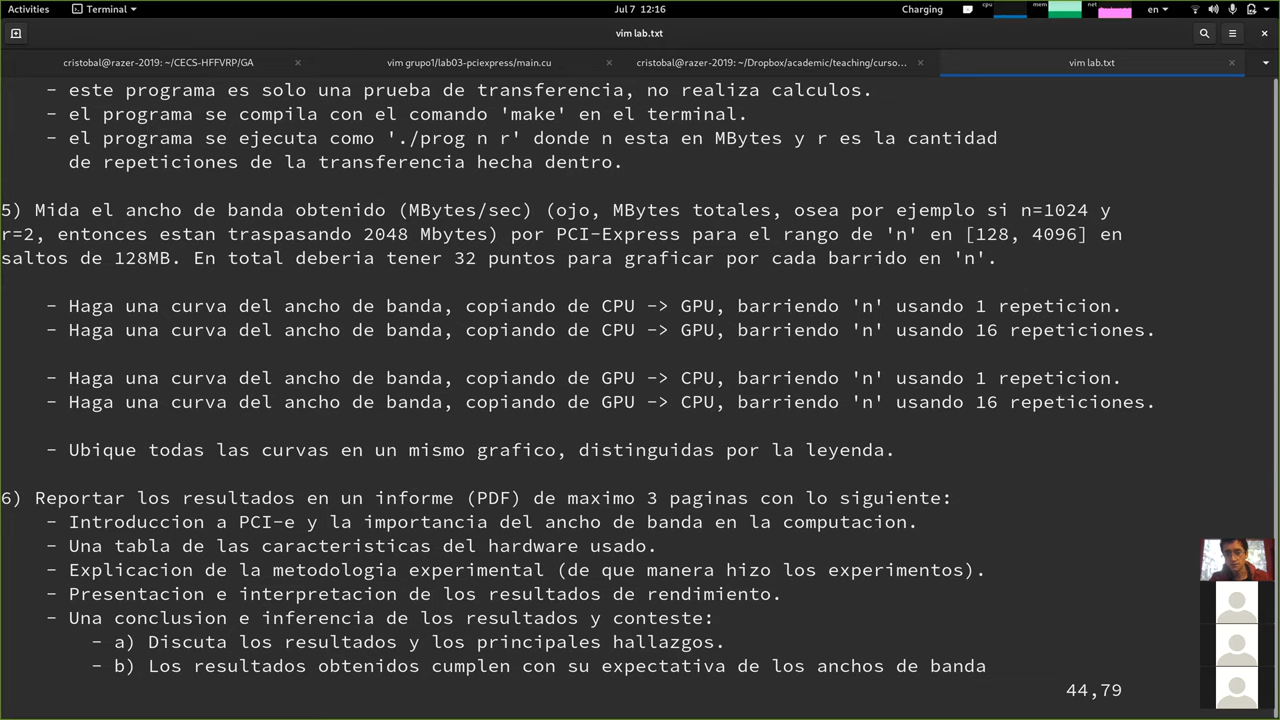 Activities
Terminal
Jul 7 12:16
Charging
cpu
mem
net
en
vim lab.txt
cristobal@razer-2019: ~/CECS-HFFVRP/GA
vim grupo1/lab03-pciexpress/main.cu
cristobal@razer-2019: ~/Dropbox/academic/teaching/curso...
vim lab.txt
- este programa es solo una prueba de transferencia, no realiza calculos.
- el programa se compila con el comando 'make' en el terminal.
- el programa se ejecuta como './prog n r' donde n esta en MBytes y r es la cantidad
de repeticiones de la transferencia hecha dentro.
5) Mida el ancho de banda obtenido (MBytes/sec) (ojo, MBytes totales, osea por ejemplo si n=1024 y
r=2, entonces estan traspasando 2048 Mbytes) por PCI-Express para el rango de 'n' en [128, 4096] en
saltos de 128MB. En total deberia tener 32 puntos para graficar por cada barrido en 'n'.
- Haga una curva del ancho de banda, copiando de CPU -> GPU, barriendo 'n' usando 1 repeticion.
- Haga una curva del ancho de banda, copiando de CPU -> GPU, barriendo 'n' usando 16 repeticiones.
- Haga una curva del ancho de banda, copiando de GPU -> CPU, barriendo 'n' usando 1 repeticion.
- Haga una curva del ancho de banda, copiando de GPU -> CPU, barriendo 'n' usando 16 repeticiones.
- Ubique todas las curvas en un mismo grafico, distinguidas por la leyenda.
6) Reportar los resultados en un informe (PDF) de maximo 3 paginas con lo siguiente:
- Introduccion a PCI-e y la importancia del ancho de banda en la computacion.
- Una tabla de las caracteristicas del hardware usado.
- Explicacion de la metodologia experimental (de que manera hizo los experimentos).
- Presentacion e interpretacion de los resultados de rendimiento.
- Una conclusion e inferencia de los resultados y conteste:
- a) Discuta los resultados y los principales hallazgos.
- b) Los resultados obtenidos cumplen con su expectativa de los anchos de banda
44,79